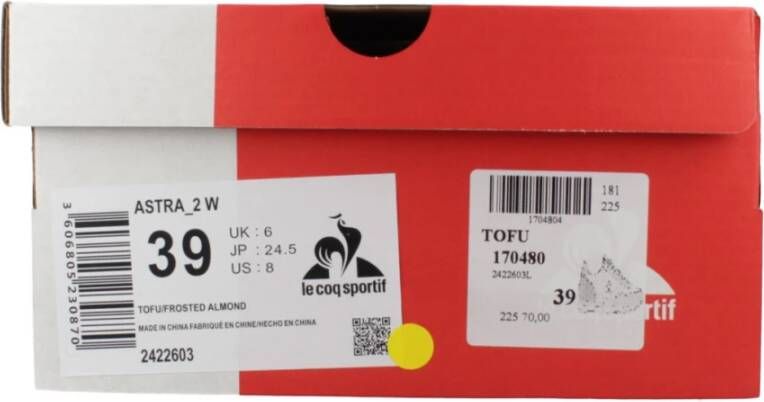 3 606805 230870
ASTRA_2 W
39
UK : 6
JP : 24.5
US : 8
le coq sportif
TOFU/FROSTED ALMOND
MADE IN CHINA FABRIQUÉ EN CHINE/HECHO EN CHINA
2422603
1704804
181
225
TOFU
170480
2422603L
39
225 70,00
rtif